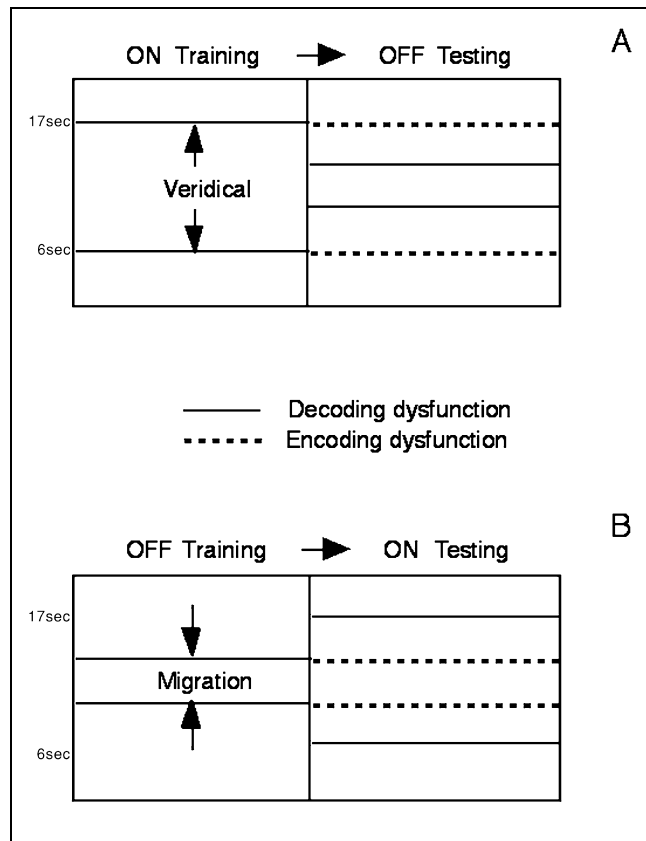 A
ON Training OFF Testing
17sec
Veridical
6sec
Decoding dysfunction
Encoding dysfunction
B
OFF Training ON Testing
17sec
Migration
6sec